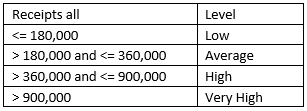 Receipts all Level
<= 180,000 Low
> 180,000 and <= 360,000 Average
> 360,000 and <= 900,000 High
> 900,000 Very High